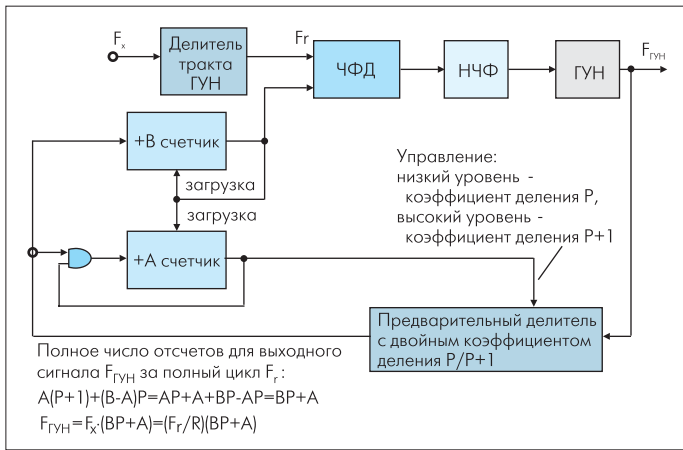 Fx
Делитель
тракта
ГУН
Fr
ЧФД
НЧФ
ГУН
FГУН
+B счетчик
загрузка
загрузка
+A счетчик
Управление:
низкий уровень -
коэффициент деления P,
высокий уровень -
коэффициент деления P+1
Предварительный делитель
с двойным коэффициентом
деления P/P+1
Полное число отсчетов для выходного
сигнала FГУН за полный цикл Fr:
A(P+1)+(B-A)P=AP+A+BP-AP=BP+A
FГУН=Fx·(BP+A)=(Fr/R)(BP+A)